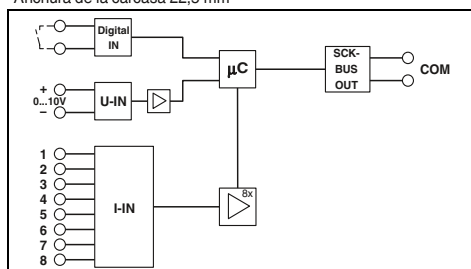 Anchura de la carcasa 22,5 mm
Digital
IN
µC
SCK-
BUS
OUT
COM
+
0...10V
–
U-IN
1
2
3
4
5
6
7
8
I-IN
8x